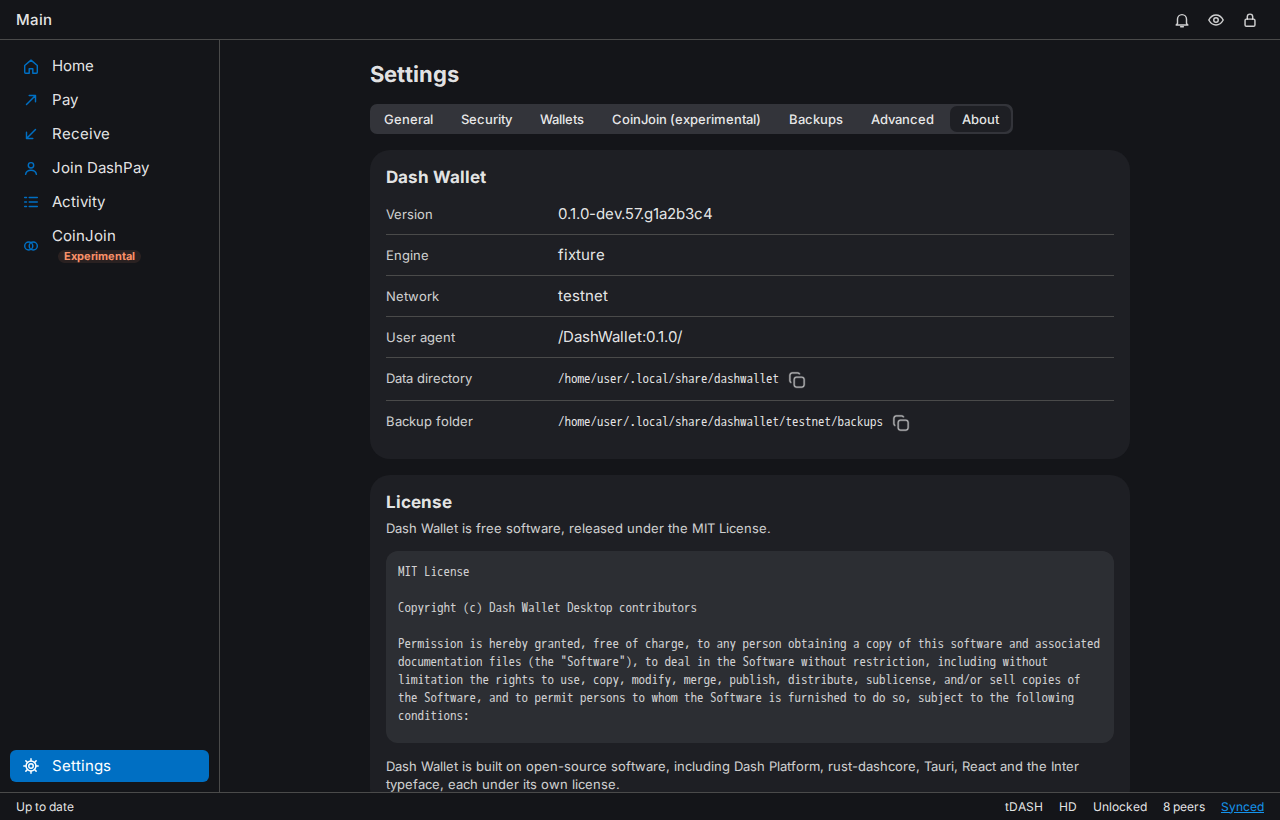 Main
Home
Pay
Receive
Join DashPay
Activity
CoinJoin
Experimental
Settings
Settings
General Security Wallets CoinJoin (experimental) Backups Advanced About
Dash Wallet
Version 0.1.0-dev.57.g1a2b3c4
Engine fixture
Network testnet
User agent /DashWallet:0.1.0/
Data directory /home/user/.local/share/dashwallet
Backup folder /home/user/.local/share/dashwallet/testnet/backups
License
Dash Wallet is free software, released under the MIT License.
MIT License
Copyright (c) Dash Wallet Desktop contributors
Permission is hereby granted, free of charge, to any person obtaining a copy of this software and associated
documentation files (the "Software"), to deal in the Software without restriction, including without
limitation the rights to use, copy, modify, merge, publish, distribute, sublicense, and/or sell copies of
the Software, and to permit persons to whom the Software is furnished to do so, subject to the following
conditions:
Dash Wallet is built on open-source software, including Dash Platform, rust-dashcore, Tauri, React and the Inter
typeface, each under its own license.
Up to date tDASH HD Unlocked 8 peers Synced